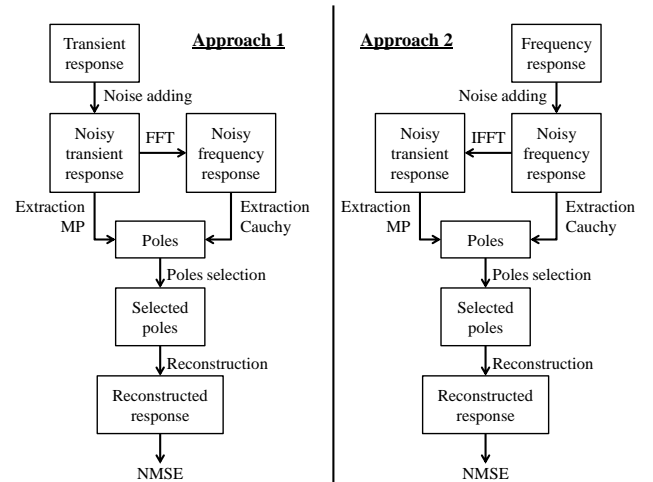 Approach 1
Transient
response
Noise adding
Noisy
transient
response
FFT
Noisy
frequency
response
Extraction
MP
Extraction
Cauchy
Poles
Poles selection
Selected
poles
Reconstruction
Reconstructed
response
NMSE
Approach 2
Frequency
response
Noise adding
Noisy
transient
response
IFFT
Noisy
frequency
response
Extraction
MP
Extraction
Cauchy
Poles
Poles selection
Selected
poles
Reconstruction
Reconstructed
response
NMSE